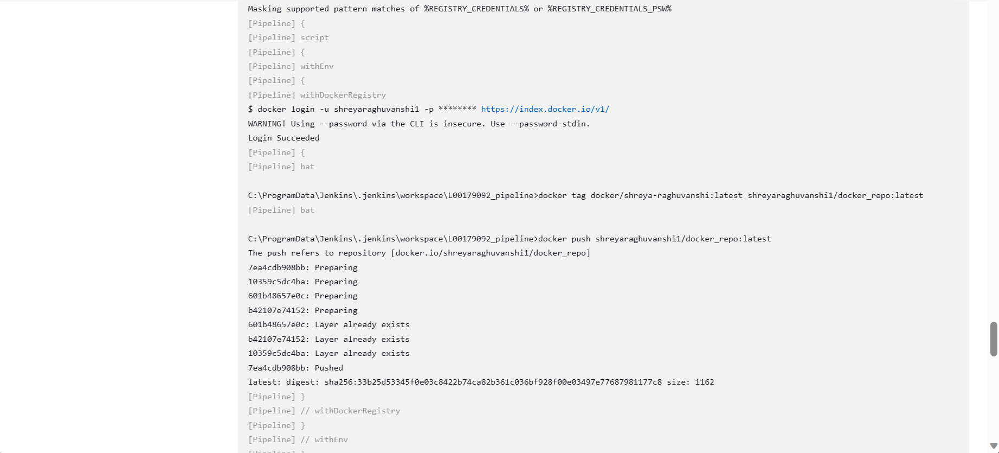 Masking supported pattern matches of %REGISTRY_CREDENTIALS% or %REGISTRY_CREDENTIALS_PSW%
[Pipeline] {
[Pipeline] script
[Pipeline] {
[Pipeline] withEnv
[Pipeline] {
[Pipeline] withDockerRegistry
$ docker login -u shreyaraghuvanshi1 -p ******** https://index.docker.io/v1/
WARNING! Using --password via the CLI is insecure. Use --password-stdin.
Login Succeeded
[Pipeline] {
[Pipeline] bat
C:\ProgramData\Jenkins\.jenkins\workspace\L00179092_pipeline>docker tag docker/shreya-raghuvanshi:latest shreyaraghuvanshi1/docker_repo:latest
[Pipeline] bat
C:\ProgramData\Jenkins\.jenkins\workspace\L00179092_pipeline>docker push shreyaraghuvanshi1/docker_repo:latest
The push refers to repository [docker.io/shreyaraghuvanshi1/docker_repo]
7ea4cdb908bb: Preparing
10359c5dc4ba: Preparing
601b48657e0c: Preparing
b42107e74152: Preparing
601b48657e0c: Layer already exists
b42107e74152: Layer already exists
10359c5dc4ba: Layer already exists
7ea4cdb908bb: Pushed
latest: digest: sha256:33b25d53345f0e03c8422b74ca82b361c036bf928f00e03497e77687981177c8 size: 1162
[Pipeline] }
[Pipeline] // withDockerRegistry
[Pipeline] }
[Pipeline] // withEnv
[Pipeline] }